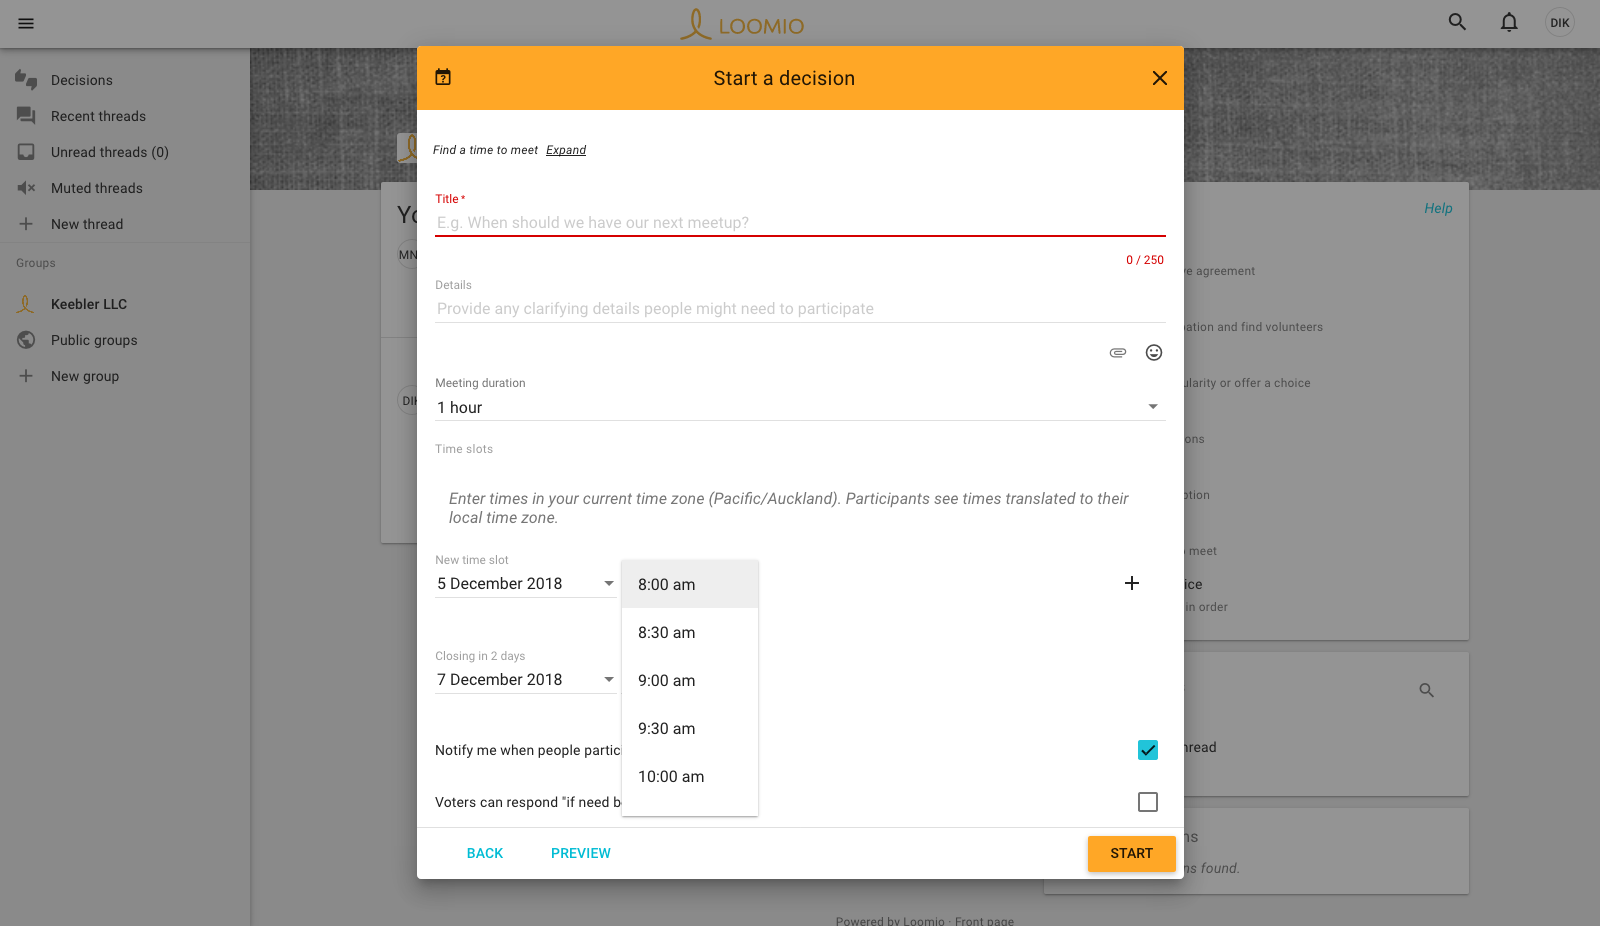 LOOMIO
DIK
Decisions
Recent threads
Unread threads (0)
Muted threads
New thread
Groups
Keebler LLC
Public groups
New group
MN
Help
Start a decision
Find a time to meet Expand
Title *
E.g. When should we have our next meetup?
0 / 250
Details
Provide any clarifying details people might need to participate
Meeting duration
1 hour
Time slots
Enter times in your current time zone (Pacific/Auckland). Participants see times translated to their
local time zone.
New time slot
5 December 2018
8:00 am
8:30 am
9:00 am
9:30 am
10:00 am
Closing in 2 days
7 December 2018
Notify me when people partic
Voters can respond "if need b
BACK
PREVIEW
START
agreement
ation and find volunteers
ularity or offer a choice
ons
ption
meet
ice
in order
hread
ns
ns found.
Powered by Loomio · Front page